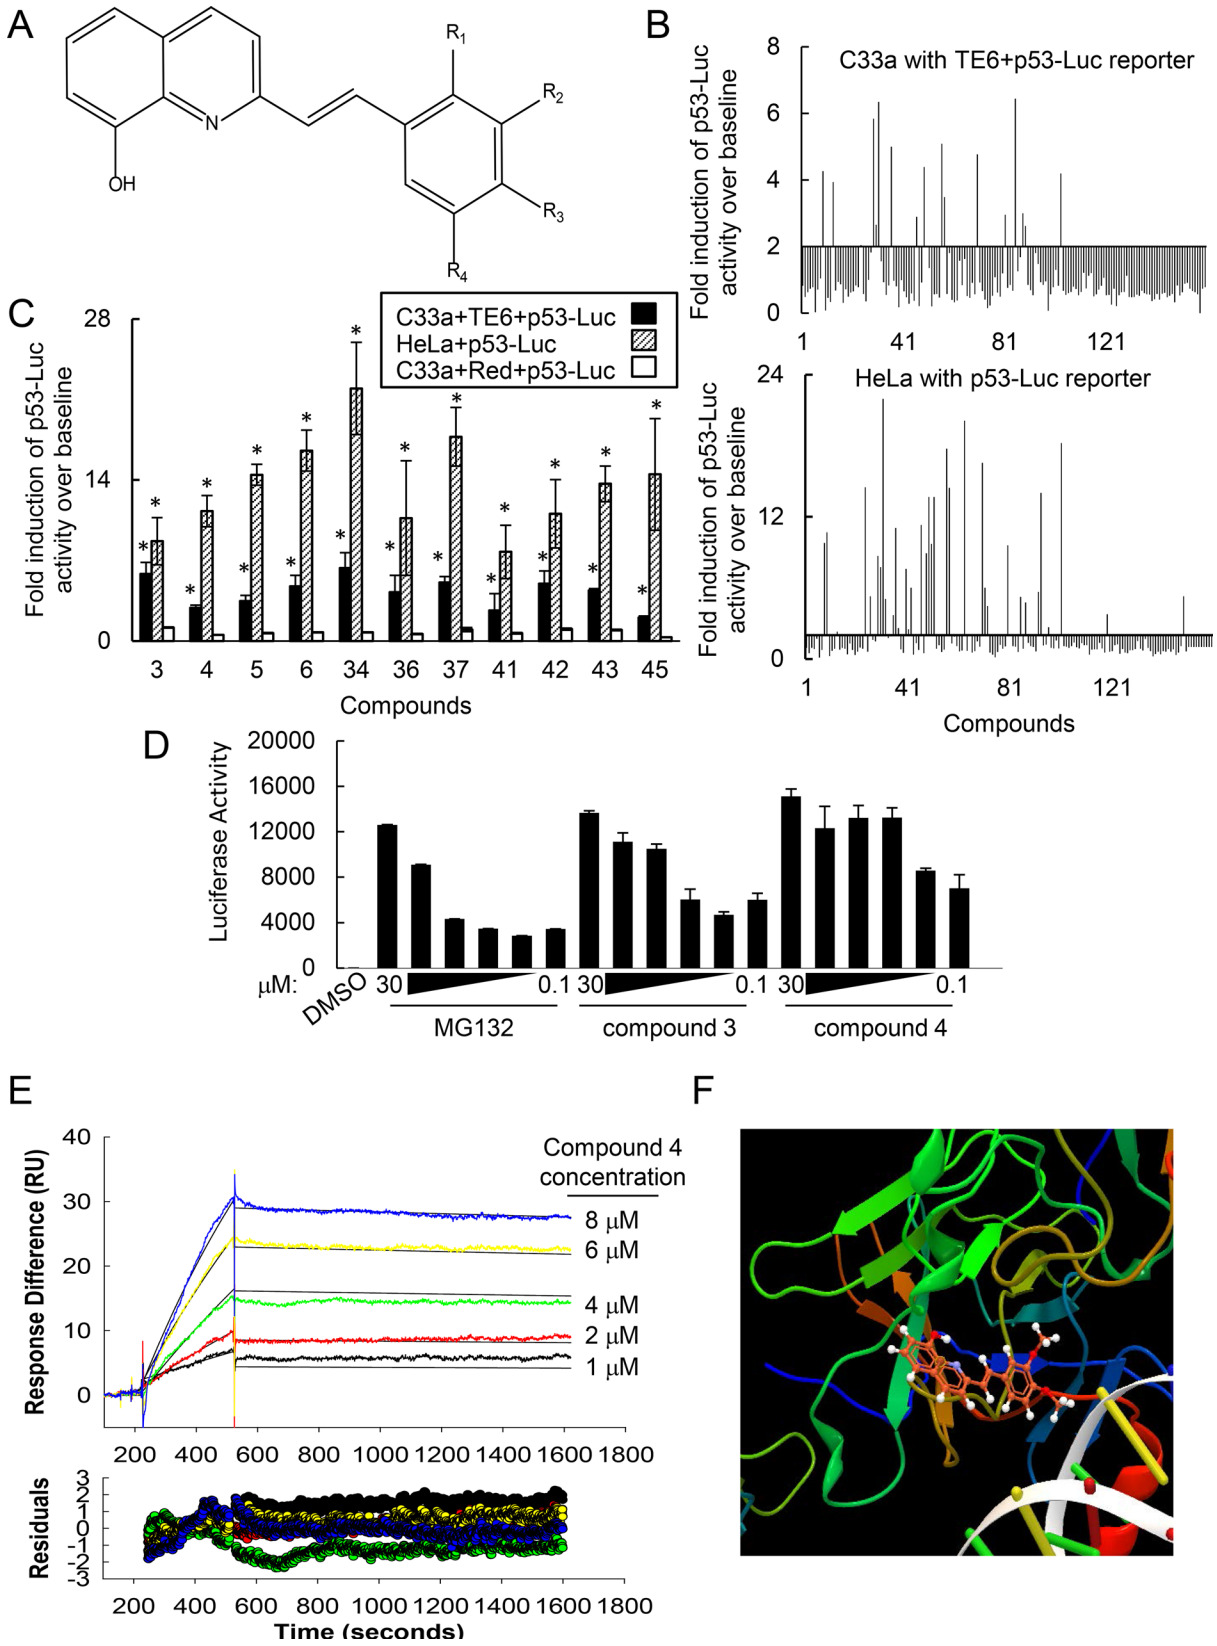 A
R1
R2
R3
R4
N
OH
B
Fold induction of p53-Luc
activity over baseline
C33a with TE6+p53-Luc reporter
8
6
4
2
0
1 41 81 121
Fold induction of p53-Luc
activity over baseline
HeLa with p53-Luc reporter
24
12
0
1 41 81 121
Compounds
C
Fold induction of p53-Luc
activity over baseline
C33a+TE6+p53-Luc
HeLa+p53-Luc
C33a+Red+p53-Luc
28
14
0
* * * * * * * * * * * * * * * * * * * * * *
3 4 5 6 34 36 37 41 42 43 45
Compounds
D
Luciferase Activity
20000
16000
12000
8000
4000
0
μM: DMSO 30 0.1 30 0.1 30 0.1
MG132 compound 3 compound 4
E
Response Difference (RU)
40
30
20
10
0
Compound 4
concentration
8 μM
6 μM
4 μM
2 μM
1 μM
200 400 600 800 1000 1200 1400 1600 1800
Residuals
3
2
1
0
-1
-2
-3
200 400 600 800 1000 1200 1400 1600 1800
Time (seconds)
F